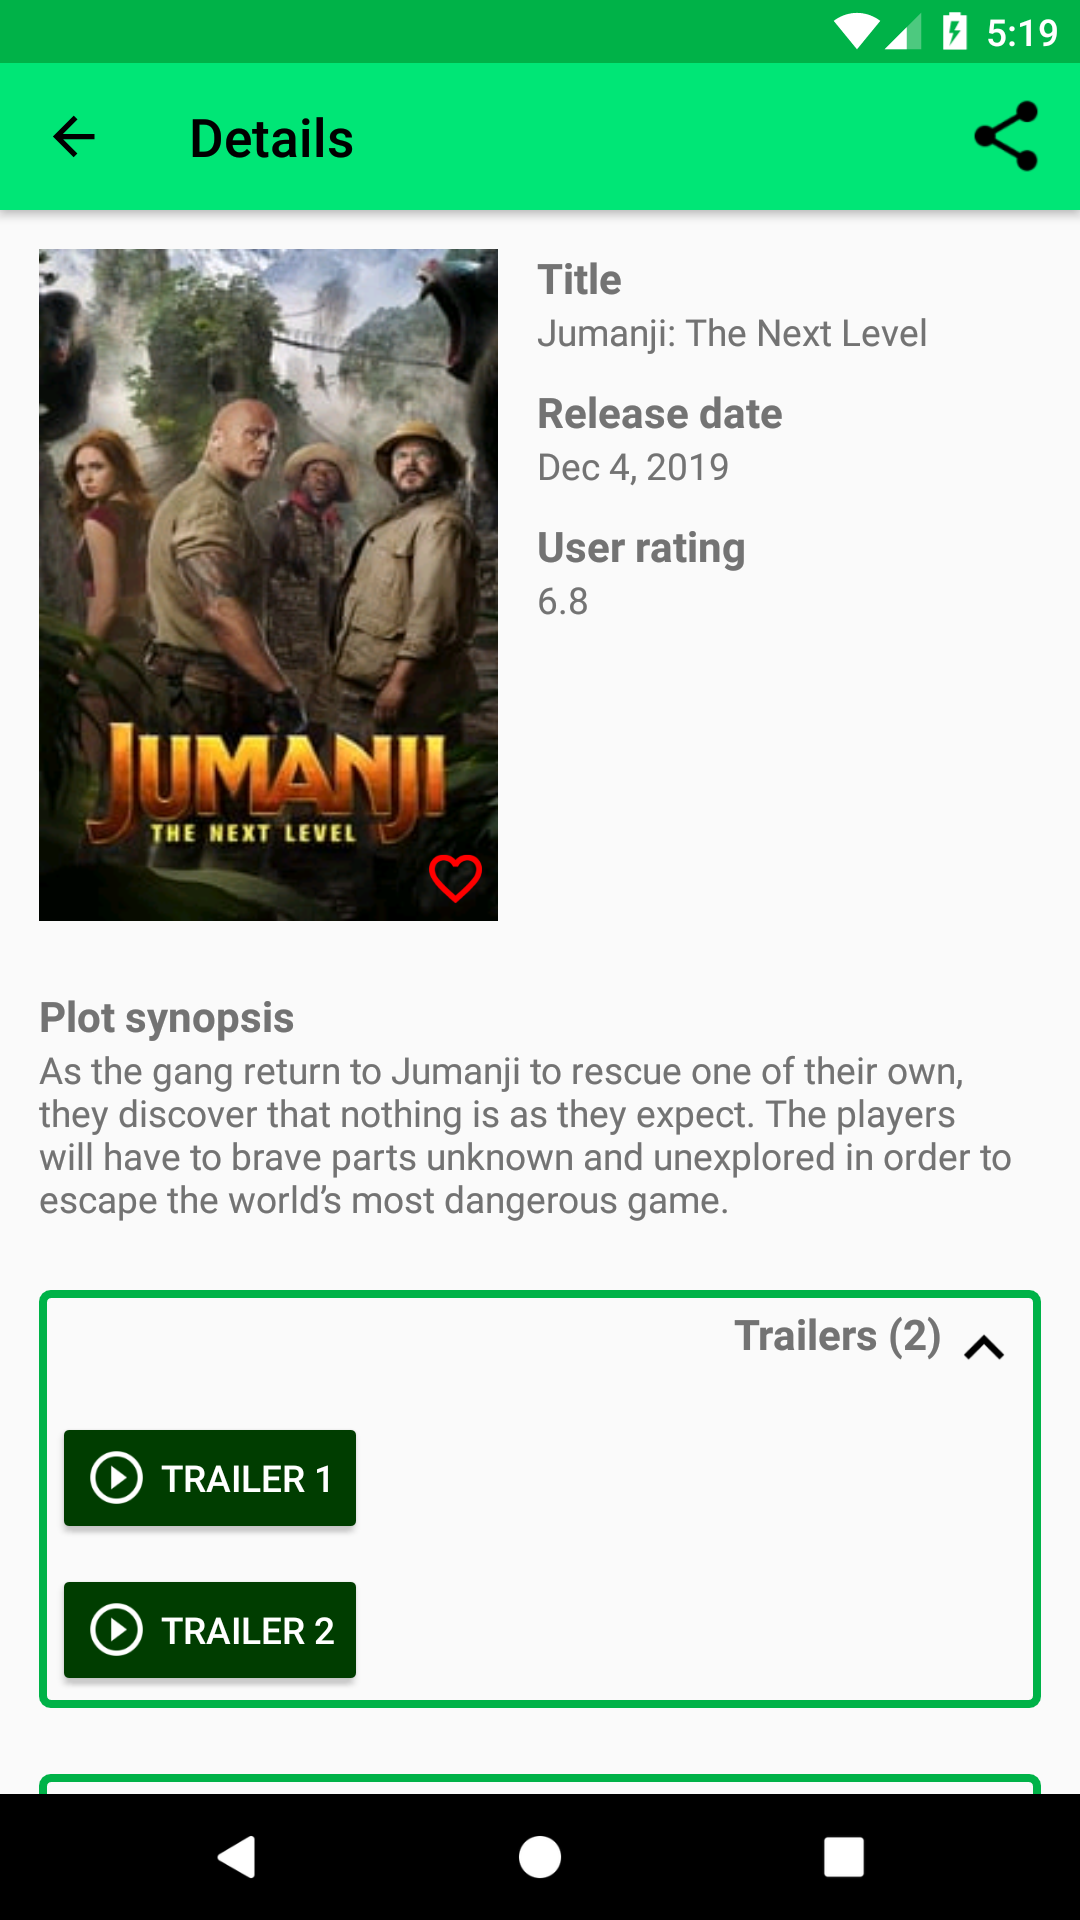 5:19
Details
JUMANJI
THE NEXT LEVEL
Title
Jumanji: The Next Level
Release date
Dec 4, 2019
User rating
6.8
Plot synopsis
As the gang return to Jumanji to rescue one of their own,
they discover that nothing is as they expect. The players
will have to brave parts unknown and unexplored in order to
escape the world’s most dangerous game.
Trailers (2)
TRAILER 1
TRAILER 2